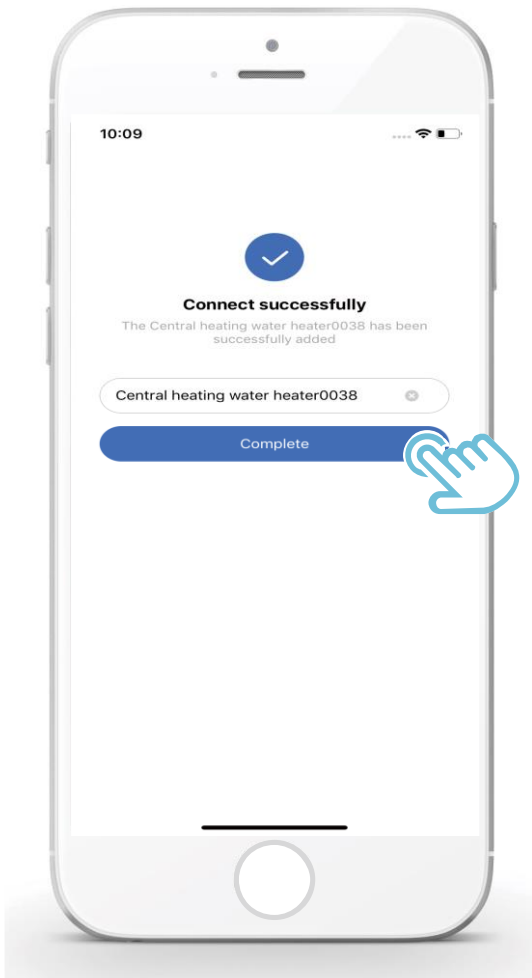 10:09
Connect successfully
The Central heating water heater0038 has been
successfully added
Central heating water heater0038
Complete